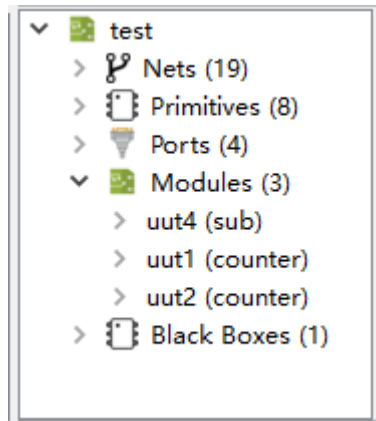 test
Nets (19)
Primitives (8)
Ports (4)
Modules (3)
uut4 (sub)
uut1 (counter)
uut2 (counter)
Black Boxes (1)